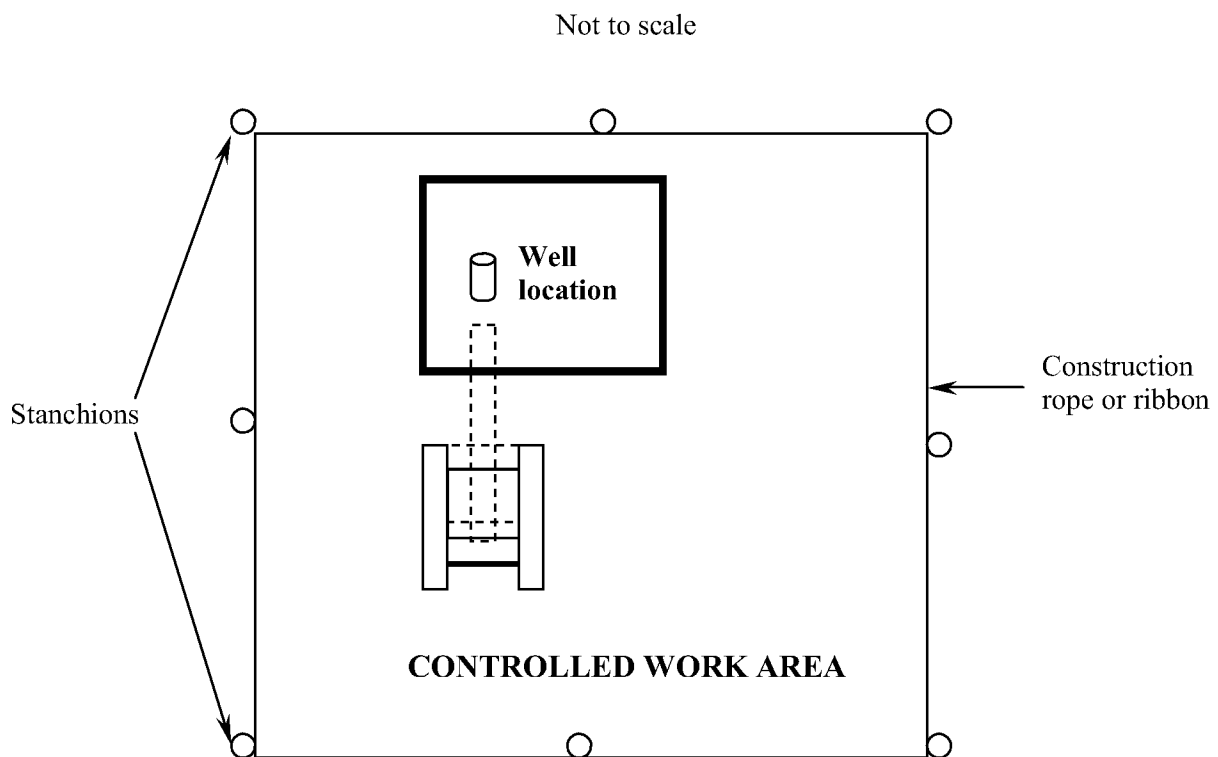 Not to scale
Well
location
Stanchions
Construction
rope or ribbon
CONTROLLED WORK AREA